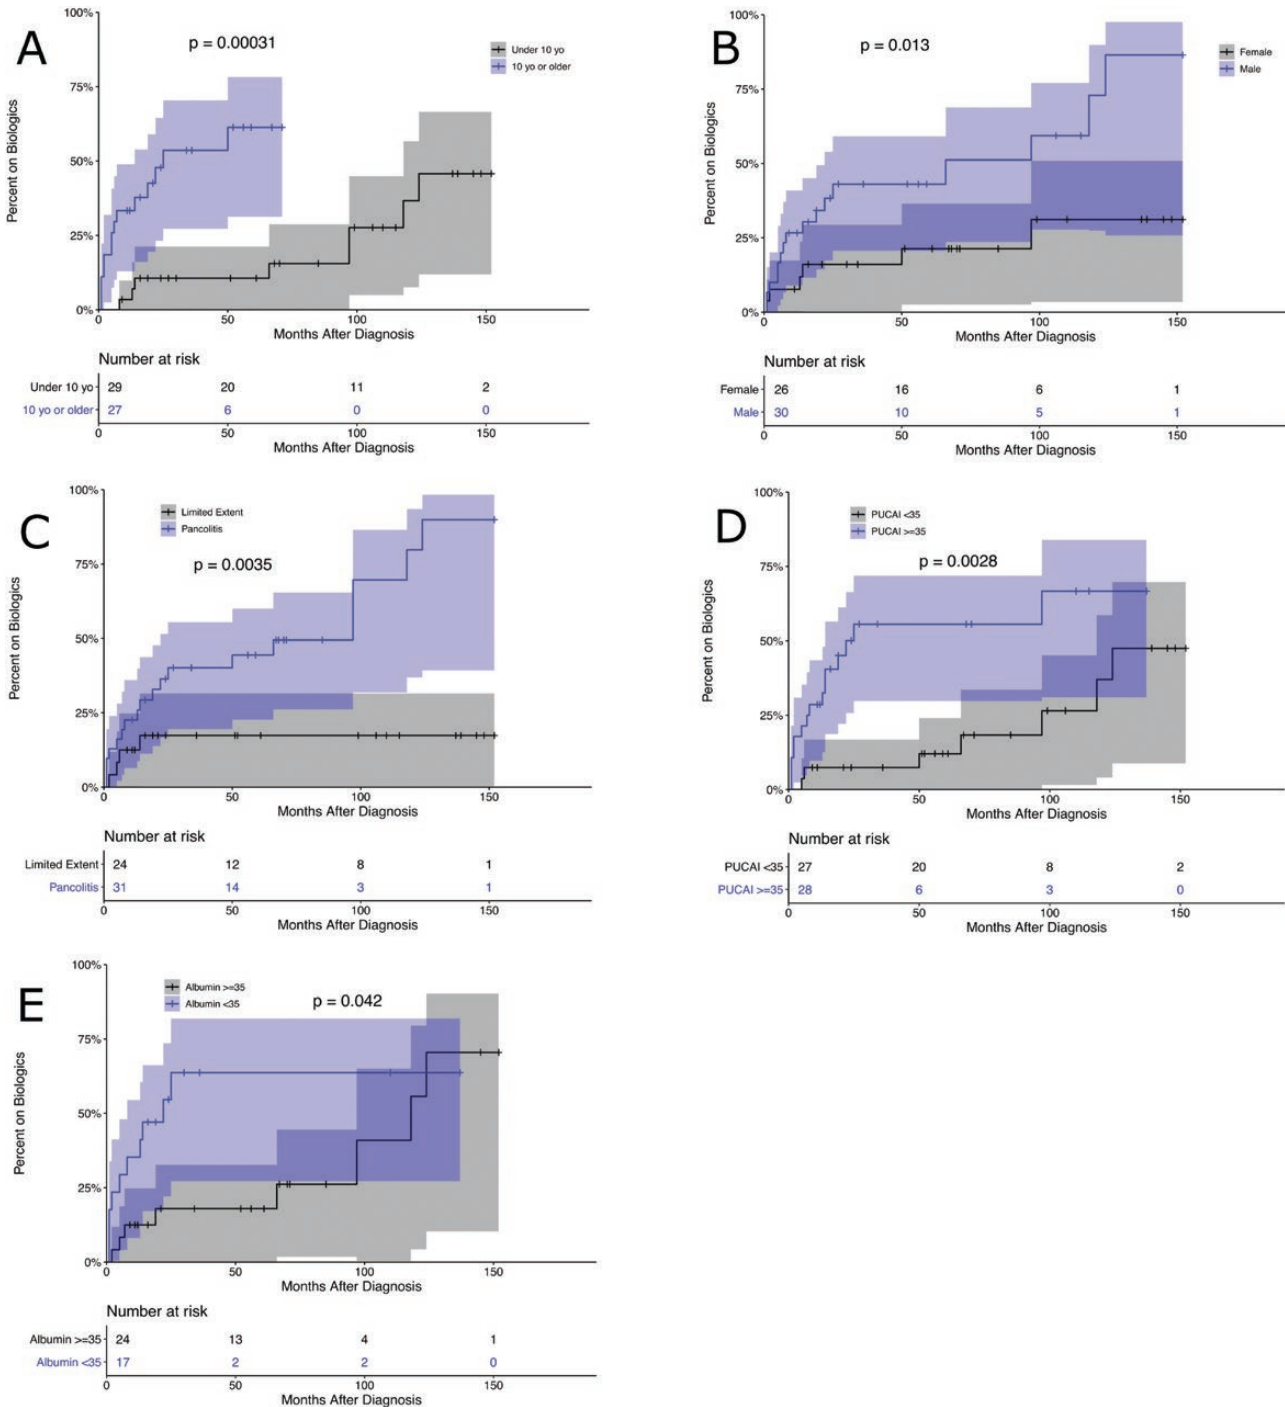 A
100%
75%
50%
25%
0%
Percent on Biologics
p = 0.00031
Under 10 yo
10 yo or older
0 50 100 150
Months After Diagnosis
Number at risk
Under 10 yo 29 20 11 2
10 yo or older 27 6 0 0
0 50 100 150
Months After Diagnosis
B
100%
75%
50%
25%
0%
Percent on Biologics
p = 0.013
Female
Male
0 50 100 150
Months After Diagnosis
Number at risk
Female 26 16 6 1
Male 30 10 5 1
0 50 100 150
Months After Diagnosis
C
100%
75%
50%
25%
0%
Percent on Biologics
Limited Extent
Pancolitis
p = 0.0035
0 50 100 150
Months After Diagnosis
Number at risk
Limited Extent 24 12 8 1
Pancolitis 31 14 3 1
0 50 100 150
Months After Diagnosis
D
100%
75%
50%
25%
0%
Percent on Biologics
PUCAI <35
PUCAI >=35
p = 0.0028
0 50 100 150
Months After Diagnosis
Number at risk
PUCAI <35 27 20 8 2
PUCAI >=35 28 6 3 0
0 50 100 150
Months After Diagnosis
E
100%
75%
50%
25%
0%
Percent on Biologics
Albumin >=35
Albumin <35
p = 0.042
0 50 100 150
Months After Diagnosis
Number at risk
Albumin >=35 24 13 4 1
Albumin <35 17 2 2 0
0 50 100 150
Months After Diagnosis